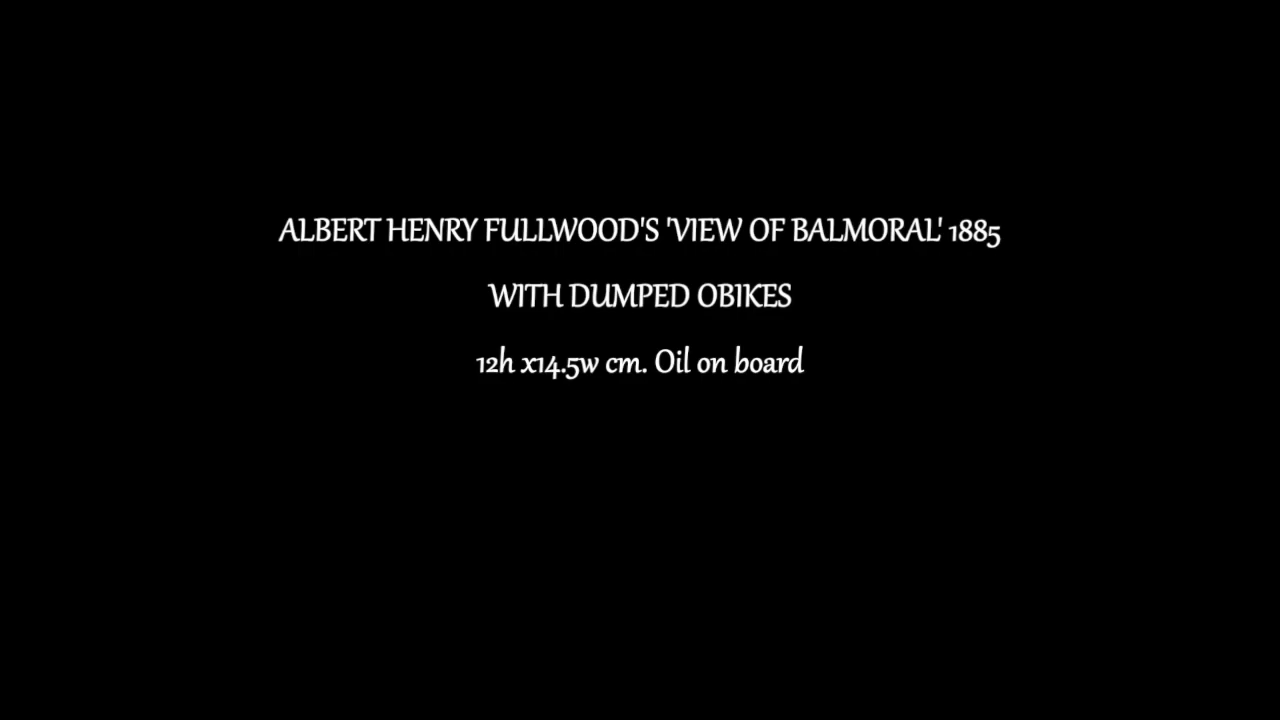 ALBERT HENRY FULLWOOD'S 'VIEW OF BALMORAL' 1885
WITH DUMPED OBIKES
12h x14.5w cm. Oil on board